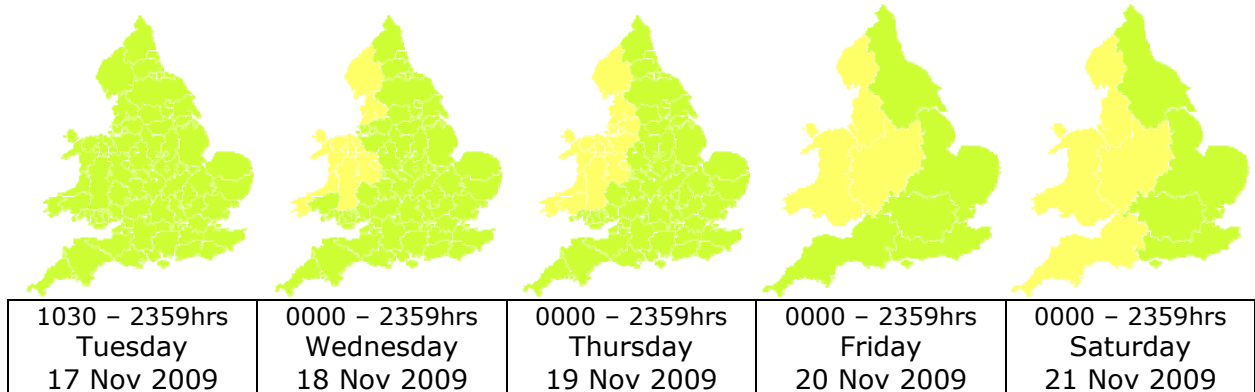 1030 – 2359hrs
Tuesday
17 Nov 2009
0000 – 2359hrs
Wednesday
18 Nov 2009
0000 – 2359hrs
Thursday
19 Nov 2009
0000 – 2359hrs
Friday
20 Nov 2009
0000 – 2359hrs
Saturday
21 Nov 2009